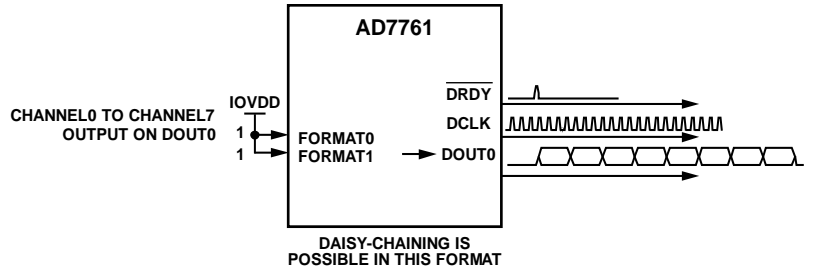 AD7761
DRDY
IOVDD
CHANNEL0 TO CHANNEL7
OUTPUT ON DOUT0
DCLK
1
FORMAT0
1
FORMAT1
DOUT0
DAISY-CHAINING IS
POSSIBLE IN THIS FORMAT